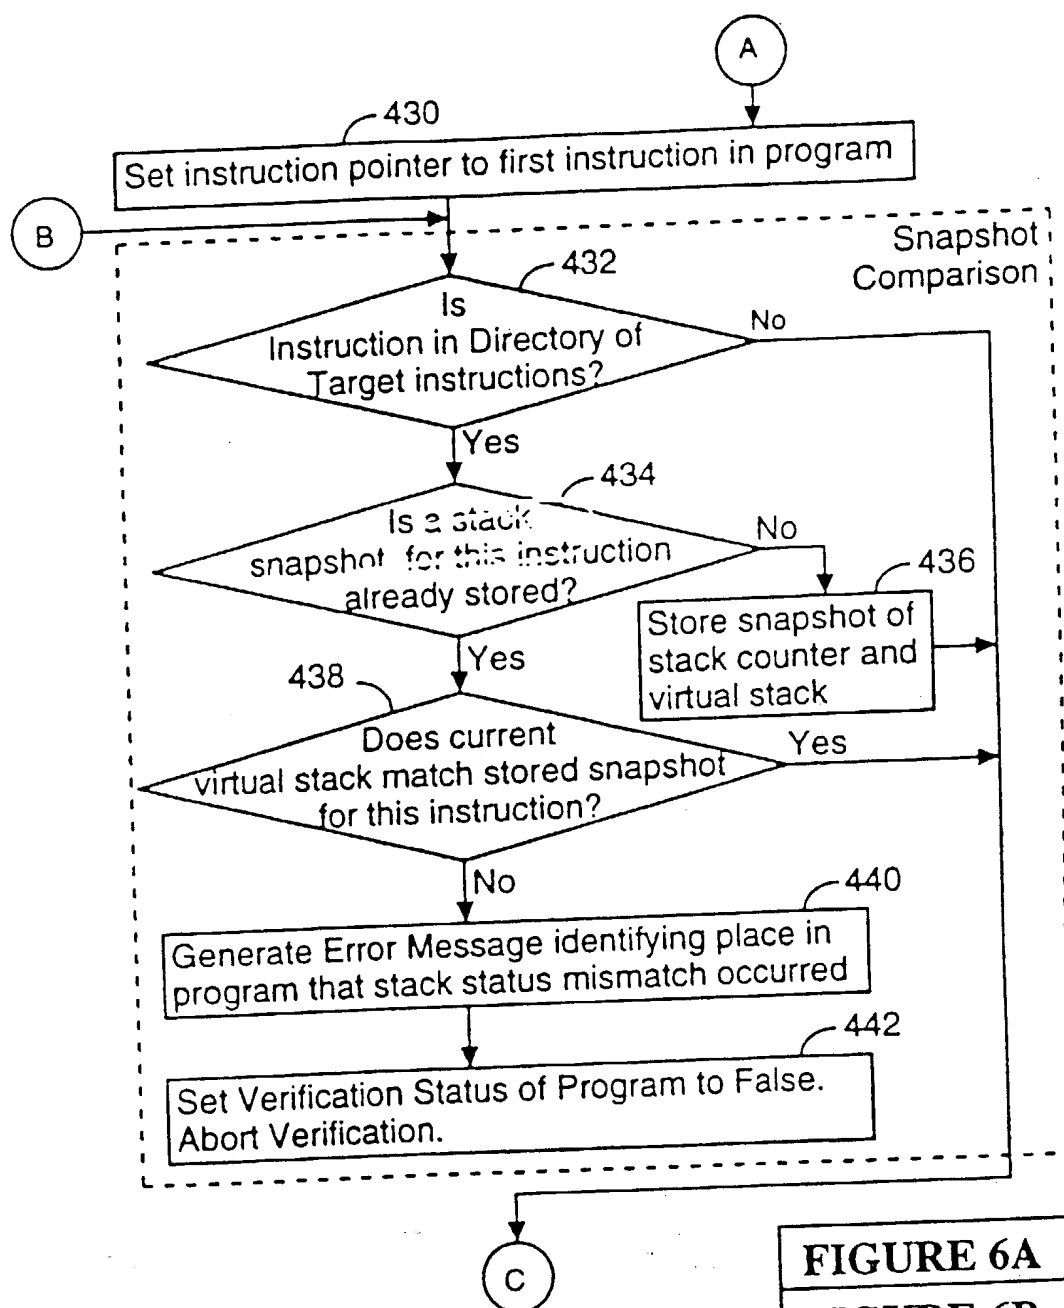 A
430
Set instruction pointer to first instruction in program
B
Snapshot
Comparison
432
Is
Instruction in Directory of
Target instructions?
No
Yes
434
Is a stack
snapshot for this instruction
already stored?
No
436
Store snapshot of
stack counter and
virtual stack
Yes
438
Does current
virtual stack match stored snapshot
for this instruction?
Yes
No
440
Generate Error Message identifying place in
program that stack status mismatch occurred
442
Set Verification Status of Program to False.
Abort Verification.
C
FIGURE 6A